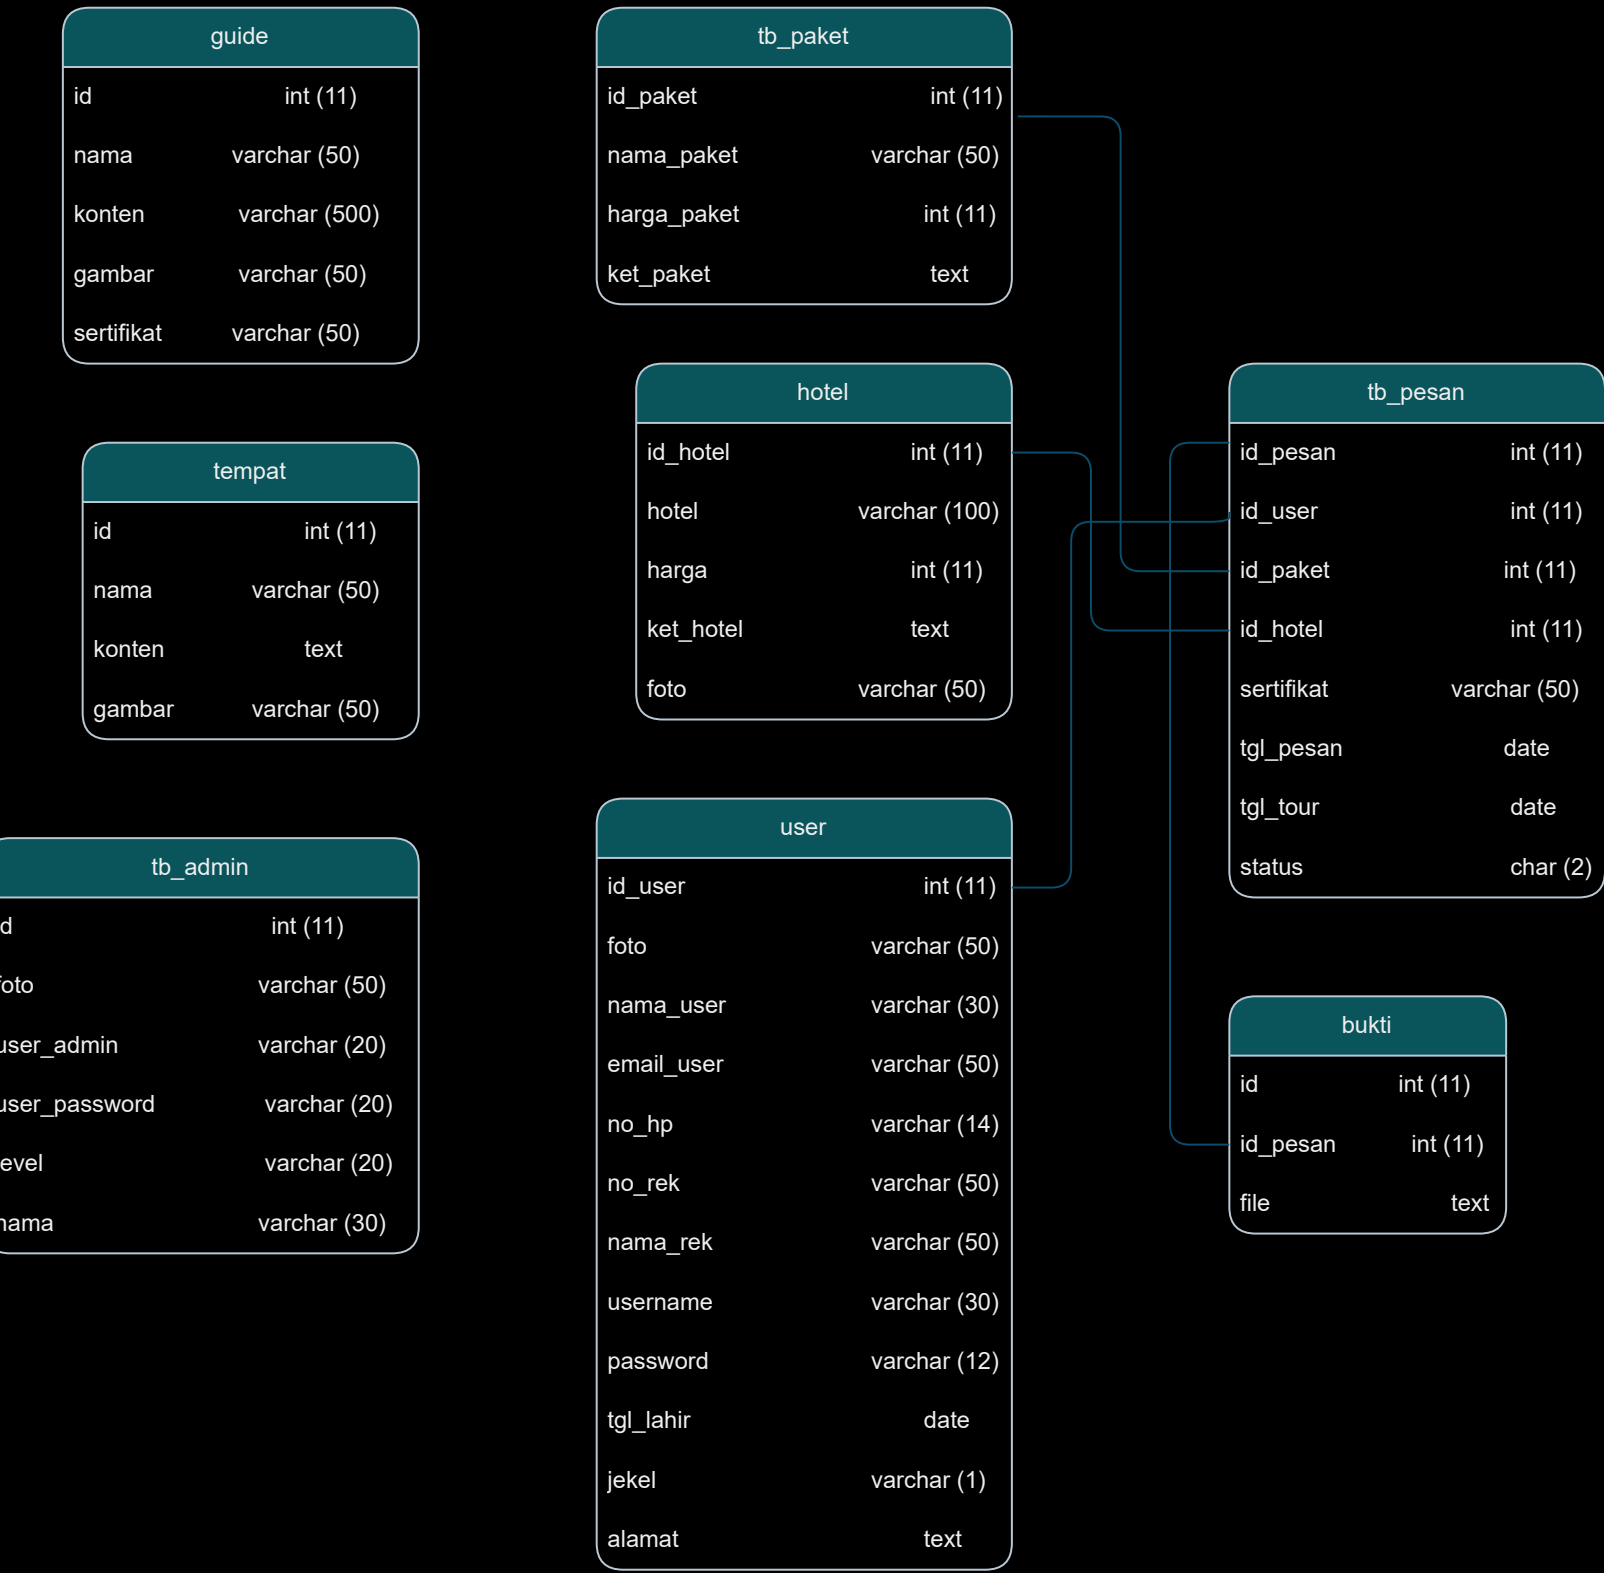 guide
id int (11)
nama varchar (50)
konten varchar (500)
gambar varchar (50)
sertifikat varchar (50)
tempat
id int (11)
nama varchar (50)
konten text
gambar varchar (50)
tb_admin
d int (11)
oto varchar (50)
user_admin varchar (20)
user_password varchar (20)
evel varchar (20)
nama varchar (30)
tb_paket
id_paket int (11)
nama_paket varchar (50)
harga_paket int (11)
ket_paket text
hotel
id_hotel int (11)
hotel varchar (100)
harga int (11)
ket_hotel text
foto varchar (50)
user
id_user int (11)
foto varchar (50)
nama_user varchar (30)
email_user varchar (50)
no_hp varchar (14)
no_rek varchar (50)
nama_rek varchar (50)
username varchar (30)
password varchar (12)
tgl_lahir date
jekel varchar (1)
alamat text
tb_pesan
id_pesan int (11)
id_user int (11)
id_paket int (11)
id_hotel int (11)
sertifikat varchar (50)
tgl_pesan date
tgl_tour date
status char (2)
bukti
id int (11)
id_pesan int (11)
file text